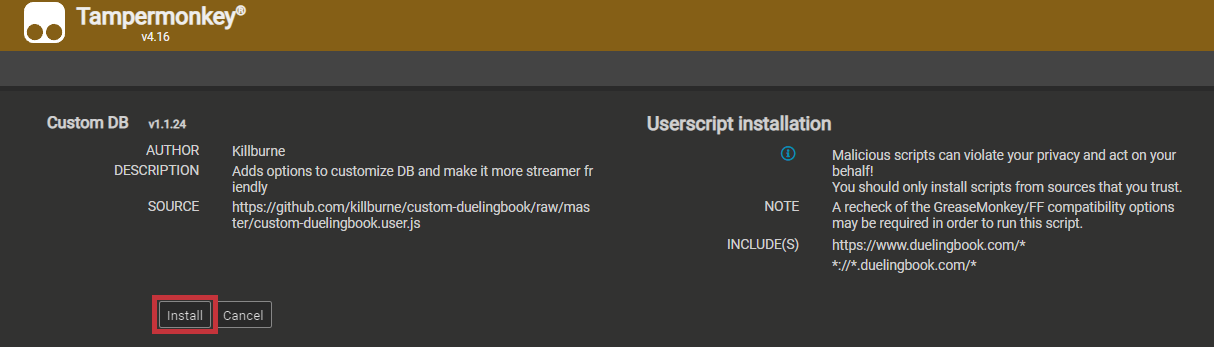 Tampermonkey®
v4.16
Custom DB v1.1.24
AUTHOR Killburne
DESCRIPTION Adds options to customize DB and make it more streamer fr
iendly
SOURCE https://github.com/killburne/custom-duelingbook/raw/mas
ter/custom-duelingbook.user.js
Install Cancel
Userscript installation
Malicious scripts can violate your privacy and act on your
behalf!
You should only install scripts from sources that you trust.
NOTE A recheck of the GreaseMonkey/FF compatibility options
may be required in order to run this script.
INCLUDE(S) https://www.duelingbook.com/*
*://*.duelingbook.com/*